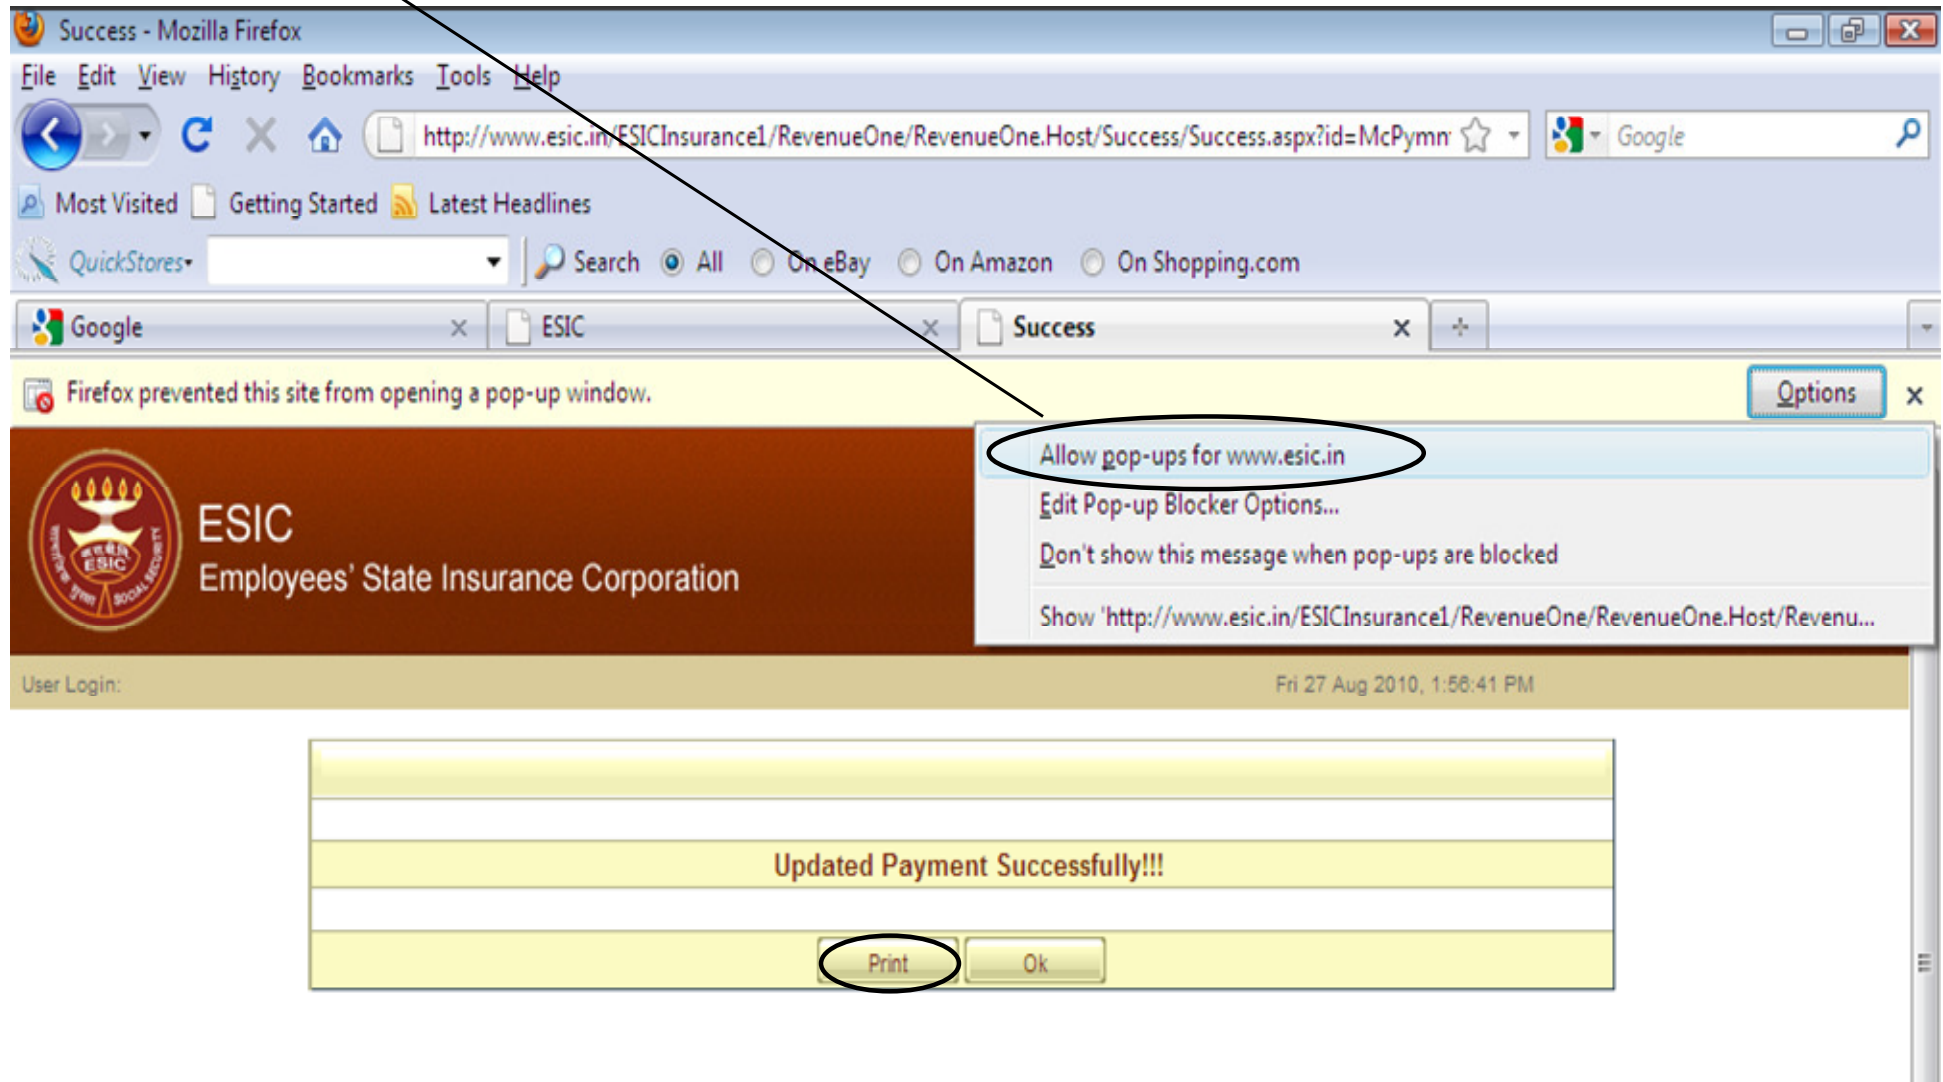 Success - Mozilla Firefox
File Edit View History Bookmarks Tools Help
http://www.esic.in/ESICInsurance1/RevenueOne/RevenueOne.Host/Success/Success.aspx?id=McPymn
Google
Most Visited Getting Started Latest Headlines
QuickStores Search All On eBay On Amazon On Shopping.com
Google ESIC Success
Firefox prevented this site from opening a pop-up window. Options
Allow pop-ups for www.esic.in
Edit Pop-up Blocker Options...
Don't show this message when pop-ups are blocked
Show 'http://www.esic.in/ESICInsurance1/RevenueOne/RevenueOne.Host/Revenu...
ESIC
SOCIAL SECURITY
ESIC
Employees' State Insurance Corporation
User Login: Fri 27 Aug 2010, 1:56:41 PM
Updated Payment Successfully!!!
Print Ok